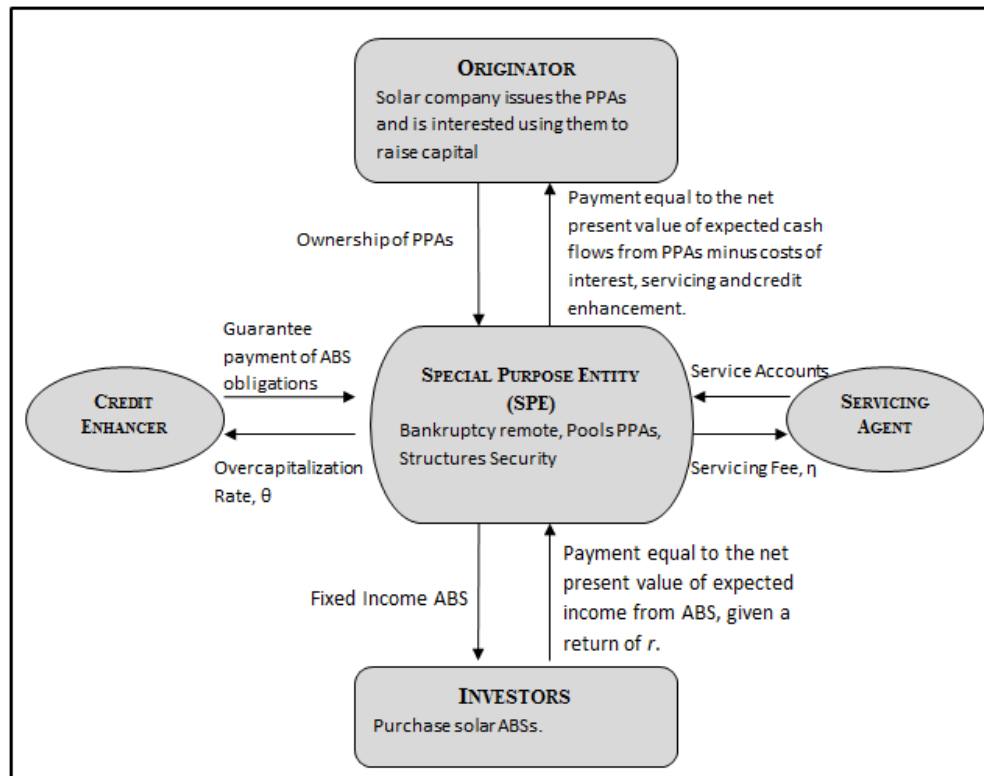 ORIGINATOR
Solar company issues the PPAs
and is interested using them to
raise capital
Ownership of PPAs
Payment equal to the net
present value of expected cash
flows from PPAs minus costs of
interest, servicing and credit
enhancement.
Guarantee
payment of ABS
obligations
CREDIT
ENHANCER
Overcapitalization
Rate, θ
SPECIAL PURPOSE ENTITY
(SPE)
Bankruptcy remote, Pools PPAs,
Structures Security
Service Accounts
SERVICING
AGENT
Servicing Fee, η
Fixed Income ABS
Payment equal to the net
present value of expected
income from ABS, given a
return of r.
INVESTORS
Purchase solar ABSs.